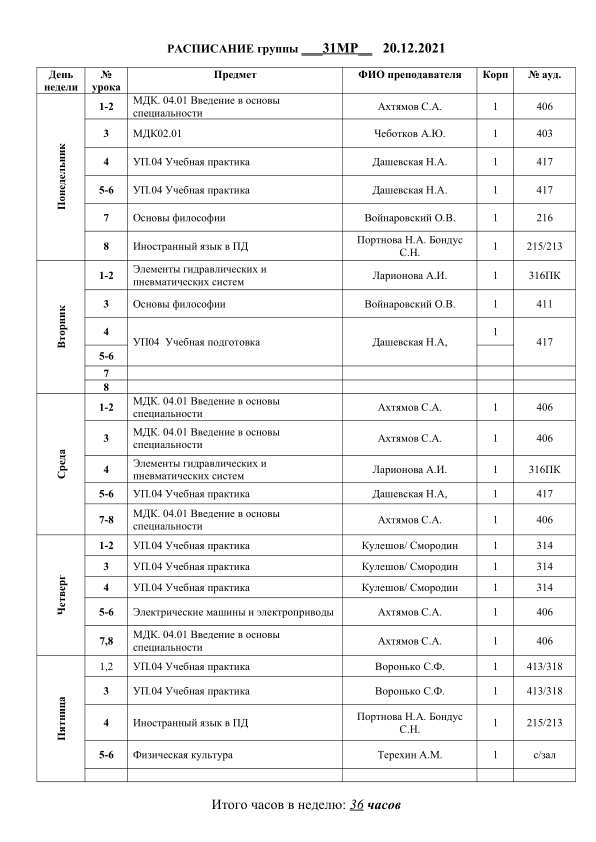 РАСПИСАНИЕ группы ___31МР__ 20.12.2021
День недели № урока Предмет ФИО преподавателя Корп № ауд.
Понедельник
1-2 МДК. 04.01 Введение в основы специальности Ахтямов С.А. 1 406
3 МДК02.01 Чеботков А.Ю. 1 403
4 УП.04 Учебная практика Дашевская Н.А. 1 417
5-6 УП.04 Учебная практика Дашевская Н.А. 1 417
7 Основы философии Войнаровский О.В. 1 216
8 Иностранный язык в ПД Портнова Н.А. Бондус С.Н. 1 215/213
Вторник
1-2 Элементы гидравлических и пневматических систем Ларионова А.И. 1 316ПК
3 Основы философии Войнаровский О.В. 1 411
4 УП04 Учебная подготовка Дашевская Н.А, 1 417
5-6
7
8
Среда
1-2 МДК. 04.01 Введение в основы специальности Ахтямов С.А. 1 406
3 МДК. 04.01 Введение в основы специальности Ахтямов С.А. 1 406
4 Элементы гидравлических и пневматических систем Ларионова А.И. 1 316ПК
5-6 УП.04 Учебная практика Дашевская Н.А, 1 417
7-8 МДК. 04.01 Введение в основы специальности Ахтямов С.А. 1 406
Четверг
1-2 УП.04 Учебная практика Кулешов/ Смородин 1 314
3 УП.04 Учебная практика Кулешов/ Смородин 1 314
4 УП.04 Учебная практика Кулешов/ Смородин 1 314
5-6 Электрические машины и электроприводы Ахтямов С.А. 1 406
7,8 МДК. 04.01 Введение в основы специальности Ахтямов С.А. 1 406
Пятница
1,2 УП.04 Учебная практика Воронько С.Ф. 1 413/318
3 УП.04 Учебная практика Воронько С.Ф. 1 413/318
4 Иностранный язык в ПД Портнова Н.А. Бондус С.Н. 1 215/213
5-6 Физическая культура Терехин А.М. 1 с/зал
Итого часов в неделю: 36 часов